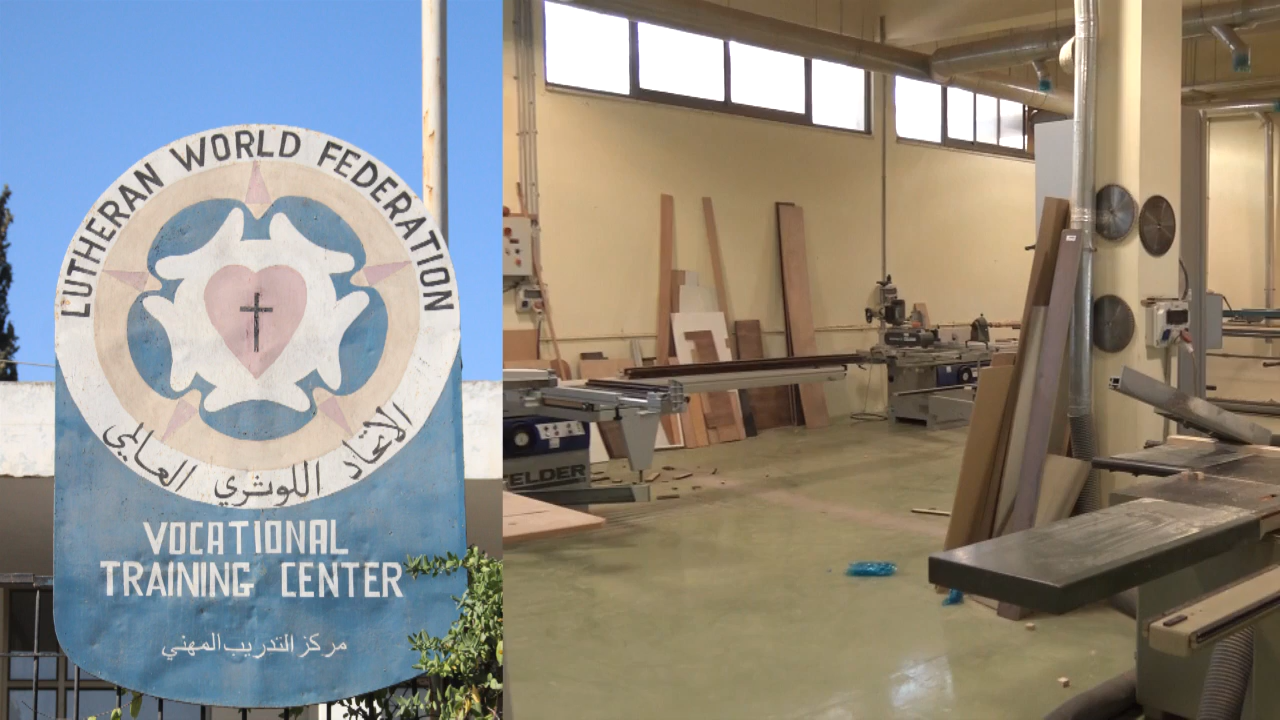 LUTHERAN WORLD FEDERATION
الاتحاد اللوثري العالمي
VOCATIONAL
TRAINING CENTER
مركز التدريب المهني
FELDER